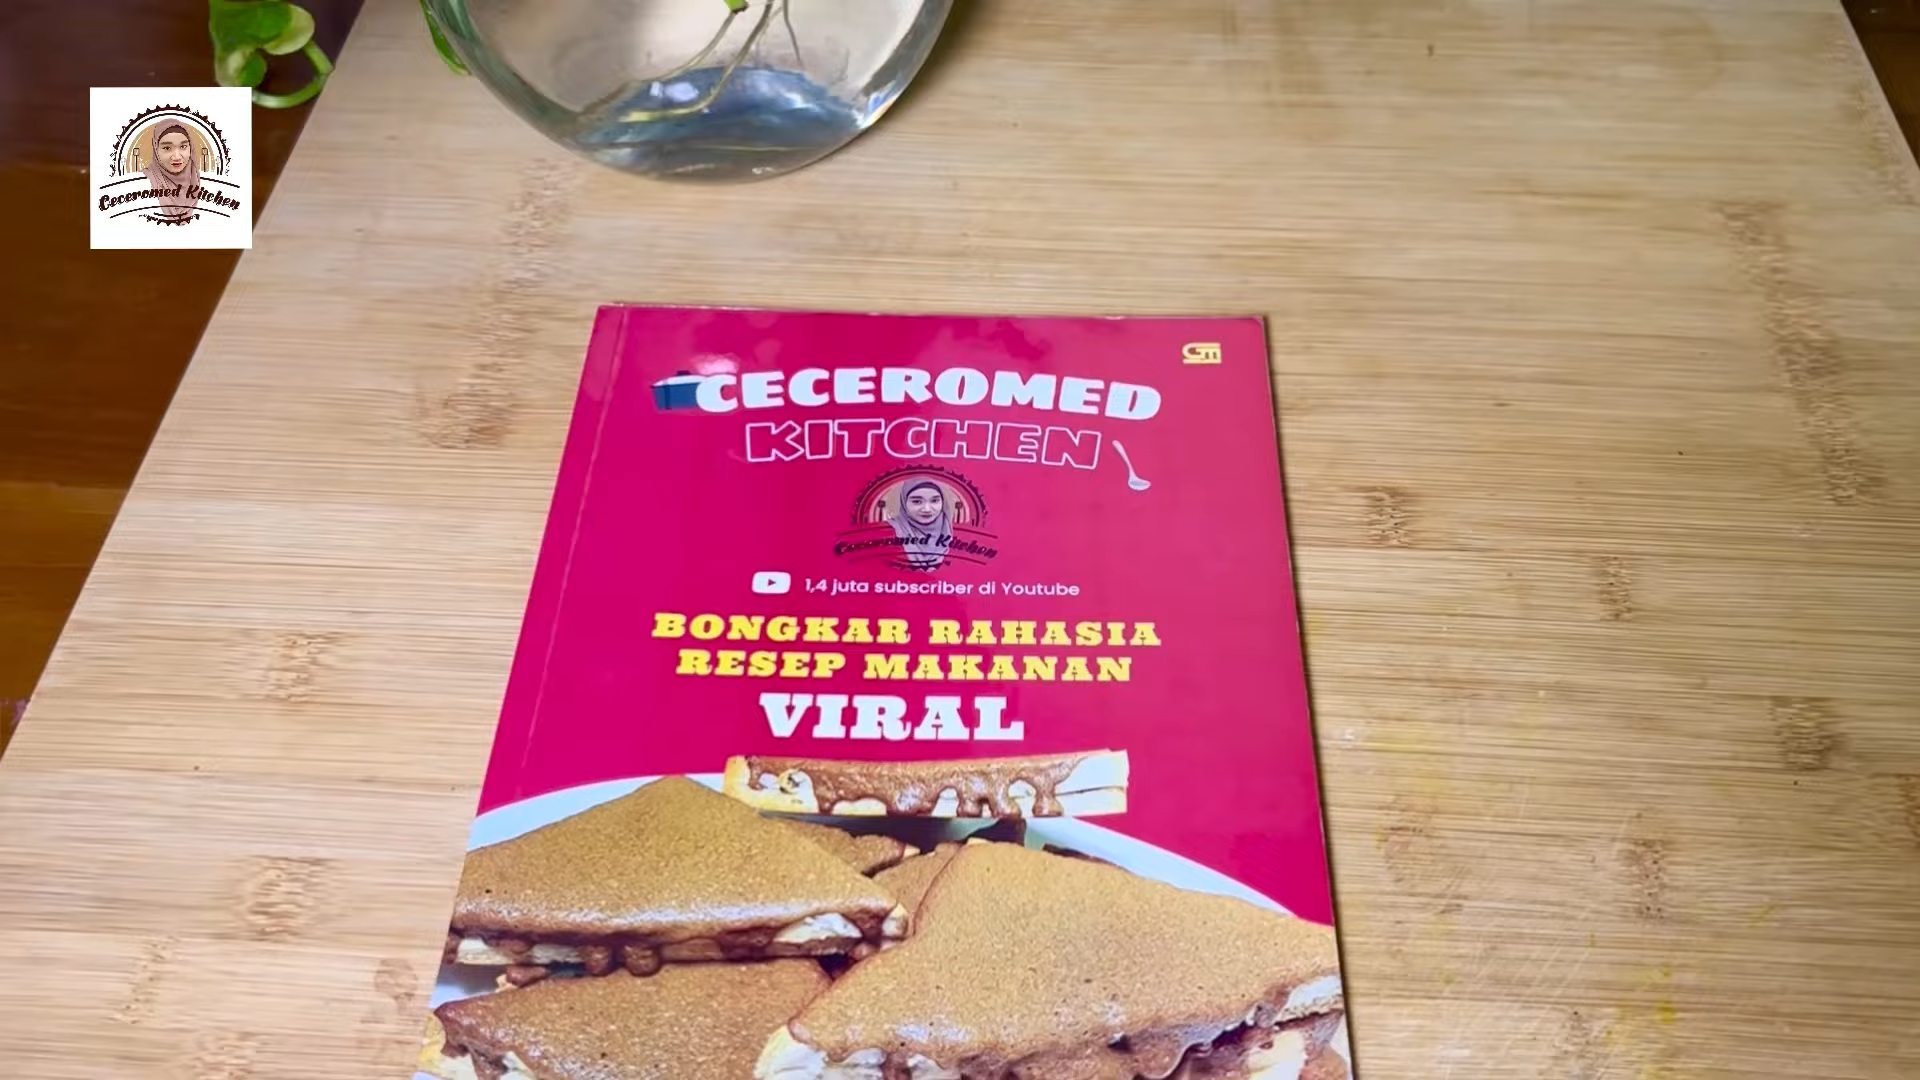 Ceceromed Kitchen
GM
CECEROMED
KITCHEN
Ceceromed Kitchen
1,4 juta subscriber di Youtube
BONGKAR RAHASIA
RESEP MAKANAN
VIRAL